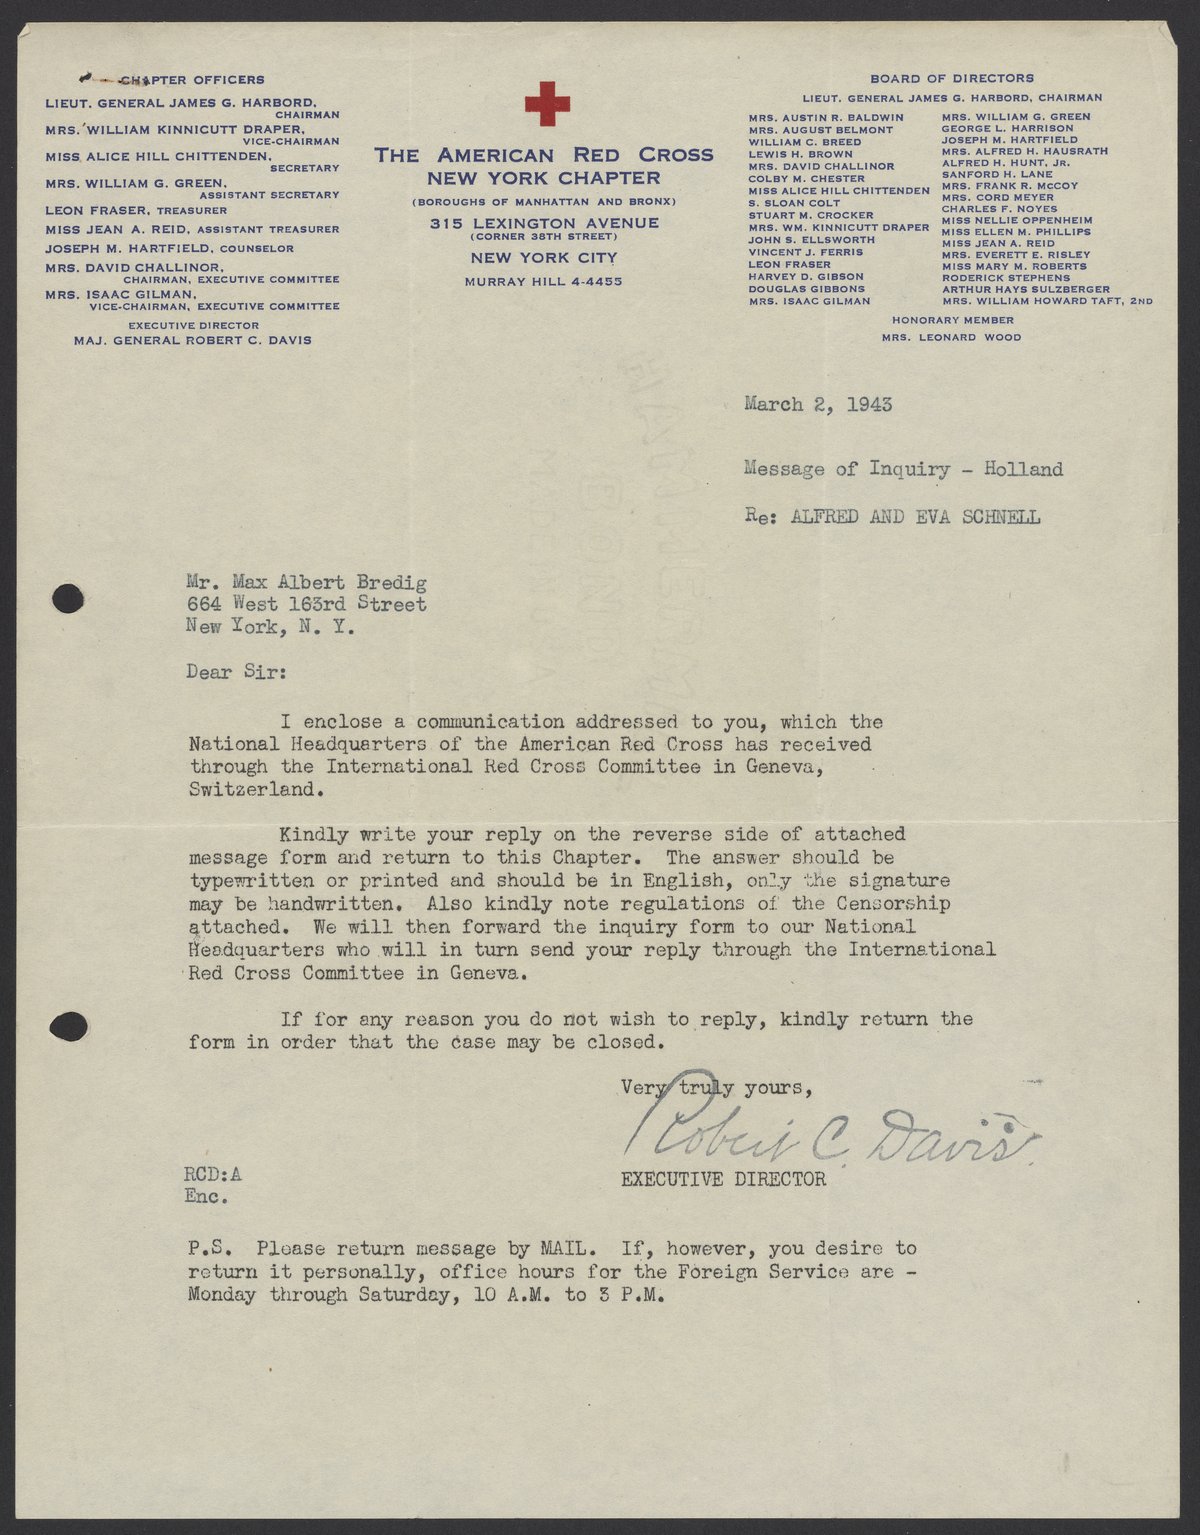 CHAPTER OFFICERS
LIEUT. GENERAL JAMES G. HARBORD,
CHAIRMAN
MRS. WILLIAM KINNICUTT DRAPER,
VICE-CHAIRMAN
MISS ALICE HILL CHITTENDEN,
SECRETARY
MRS. WILLIAM G. GREEN,
ASSISTANT SECRETARY
LEON FRASER, TREASURER
MISS JEAN A. REID, ASSISTANT TREASURER
JOSEPH M. HARTFIELD, COUNSELOR
MRS. DAVID CHALLINOR,
CHAIRMAN, EXECUTIVE COMMITTEE
MRS. ISAAC GILMAN,
VICE-CHAIRMAN, EXECUTIVE COMMITTEE
EXECUTIVE DIRECTOR
MAJ. GENERAL ROBERT C. DAVIS
THE AMERICAN RED CROSS
NEW YORK CHAPTER
(BOROUGHS OF MANHATTAN AND BRONX)
315 LEXINGTON AVENUE
(CORNER 38TH STREET)
NEW YORK CITY
MURRAY HILL 4-4455
BOARD OF DIRECTORS
LIEUT. GENERAL JAMES G. HARBORD, CHAIRMAN
MRS. AUSTIN R. BALDWIN
MRS. AUGUST BELMONT
WILLIAM C. BREED
LEWIS H. BROWN
MRS. DAVID CHALLINOR
COLBY M. CHESTER
MISS ALICE HILL CHITTENDEN
S. SLOAN COLT
STUART M. CROCKER
MRS. WM. KINNICUTT DRAPER
JOHN S. ELLSWORTH
VINCENT J. FERRIS
LEON FRASER
HARVEY D. GIBSON
DOUGLAS GIBBONS
MRS. ISAAC GILMAN
MRS. WILLIAM G. GREEN
GEORGE L. HARRISON
JOSEPH M. HARTFIELD
MRS. ALFRED H. HAUSRATH
ALFRED H. HUNT, JR.
SANFORD H. LANE
MRS. FRANK R. McCOY
MRS. CORD MEYER
CHARLES F. NOYES
MISS NELLIE OPPENHEIM
MISS ELLEN M. PHILLIPS
MISS JEAN A. REID
MRS. EVERETT E. RISLEY
MISS MARY M. ROBERTS
RODERICK STEPHENS
ARTHUR HAYS SULZBERGER
MRS. WILLIAM HOWARD TAFT, 2ND
HONORARY MEMBER
MRS. LEONARD WOOD
March 2, 1943
Message of Inquiry - Holland
Re: ALFRED AND EVA SCHNELL
Mr. Max Albert Bredig
664 West 163rd Street
New York, N. Y.
Dear Sir:
I enclose a communication addressed to you, which the
National Headquarters of the American Red Cross has received
through the International Red Cross Committee in Geneva,
Switzerland.
Kindly write your reply on the reverse side of attached
message form and return to this Chapter. The answer should be
typewritten or printed and should be in English, only the signature
may be handwritten. Also kindly note regulations of the Censorship
attached. We will then forward the inquiry form to our National
Headquarters who will in turn send your reply through the International
Red Cross Committee in Geneva.
If for any reason you do not wish to reply, kindly return the
form in order that the case may be closed.
Very truly yours,
Robert C. Davis
EXECUTIVE DIRECTOR
RCD:A
Enc.
P.S. Please return message by MAIL. If, however, you desire to
return it personally, office hours for the Foreign Service are -
Monday through Saturday, 10 A.M. to 3 P.M.